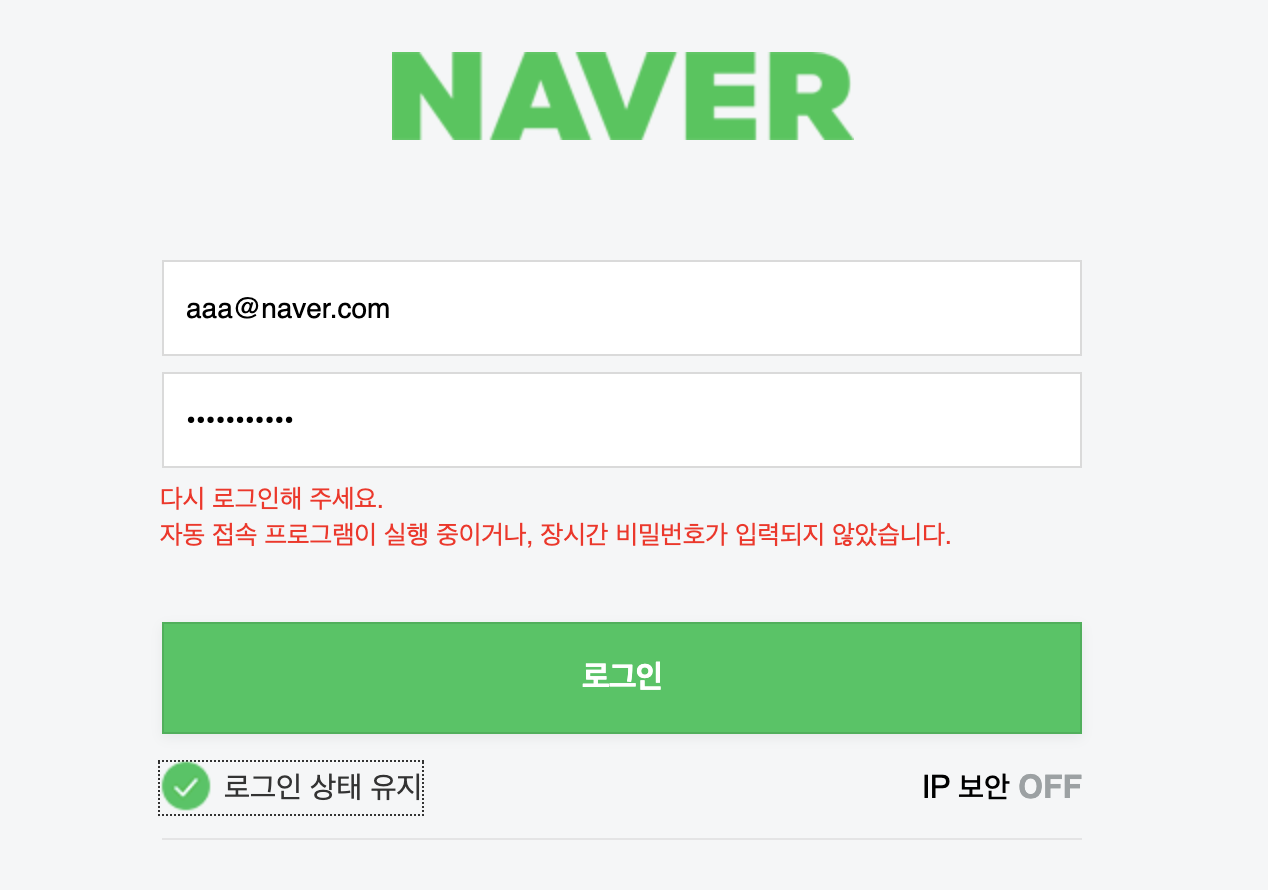 NAVER
aaa@naver.com
•••••••••••
다시 로그인해 주세요.
자동 접속 프로그램이 실행 중이거나, 장시간 비밀번호가 입력되지 않았습니다.
로그인
로그인 상태 유지
IP 보안 OFF